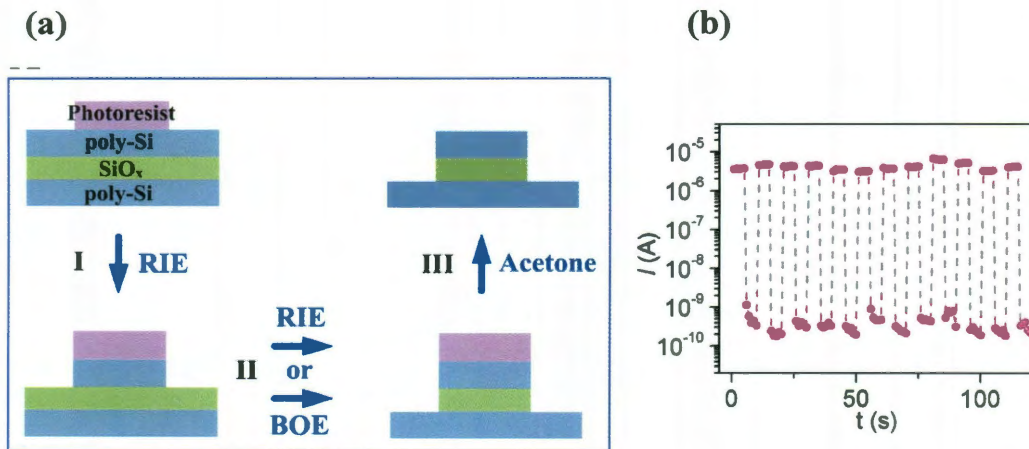 (a)
(b)
Photoresist
poly-Si
SiOₓ
poly-Si
I
RIE
RIE
II
or
BOE
III
Acetone
I (A)
10⁻⁵
10⁻⁶
10⁻⁷
10⁻⁸
10⁻⁹
10⁻¹⁰
0
50
100
t (s)